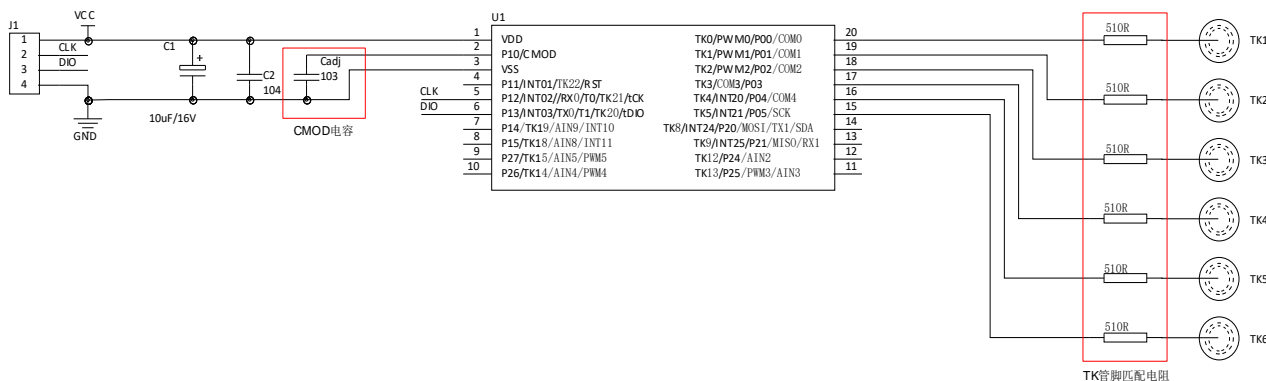 J1
VCC
1
2
3
4
CLK
DIO
GND
C1
+
10uF/16V
C2
104
Cadj
103
CMOD电容
CLK
DIO
U1
1 VDD
2 P10/CMOD
3 VSS
4 P11/INT01/TK22/RST
5 P12/INT02//RX0/T0/TK21/tCK
6 P13/INT03/TX0/T1/TK20/tDIO
7 P14/TK19/AIN9/INT10
8 P15/TK18/AIN8/INT11
9 P27/TK15/AIN5/PWM5
10 P26/TK14/AIN4/PWM4
TK0/PWM0/P00/COM0 20
TK1/PWM1/P01/COM1 19
TK2/PWM2/P02/COM2 18
TK3/COM3/P03 17
TK4/INT20/P04/COM4 16
TK5/INT21/P05/SCK 15
TK8/INT24/P20/MOSI/TX1/SDA 14
TK9/INT25/P21/MISO/RX1 13
TK12/P24/AIN2 12
TK13/P25/PWM3/AIN3 11
510R TK1
510R TK2
510R TK3
510R TK4
510R TK5
510R TK6
TK管脚匹配电阻